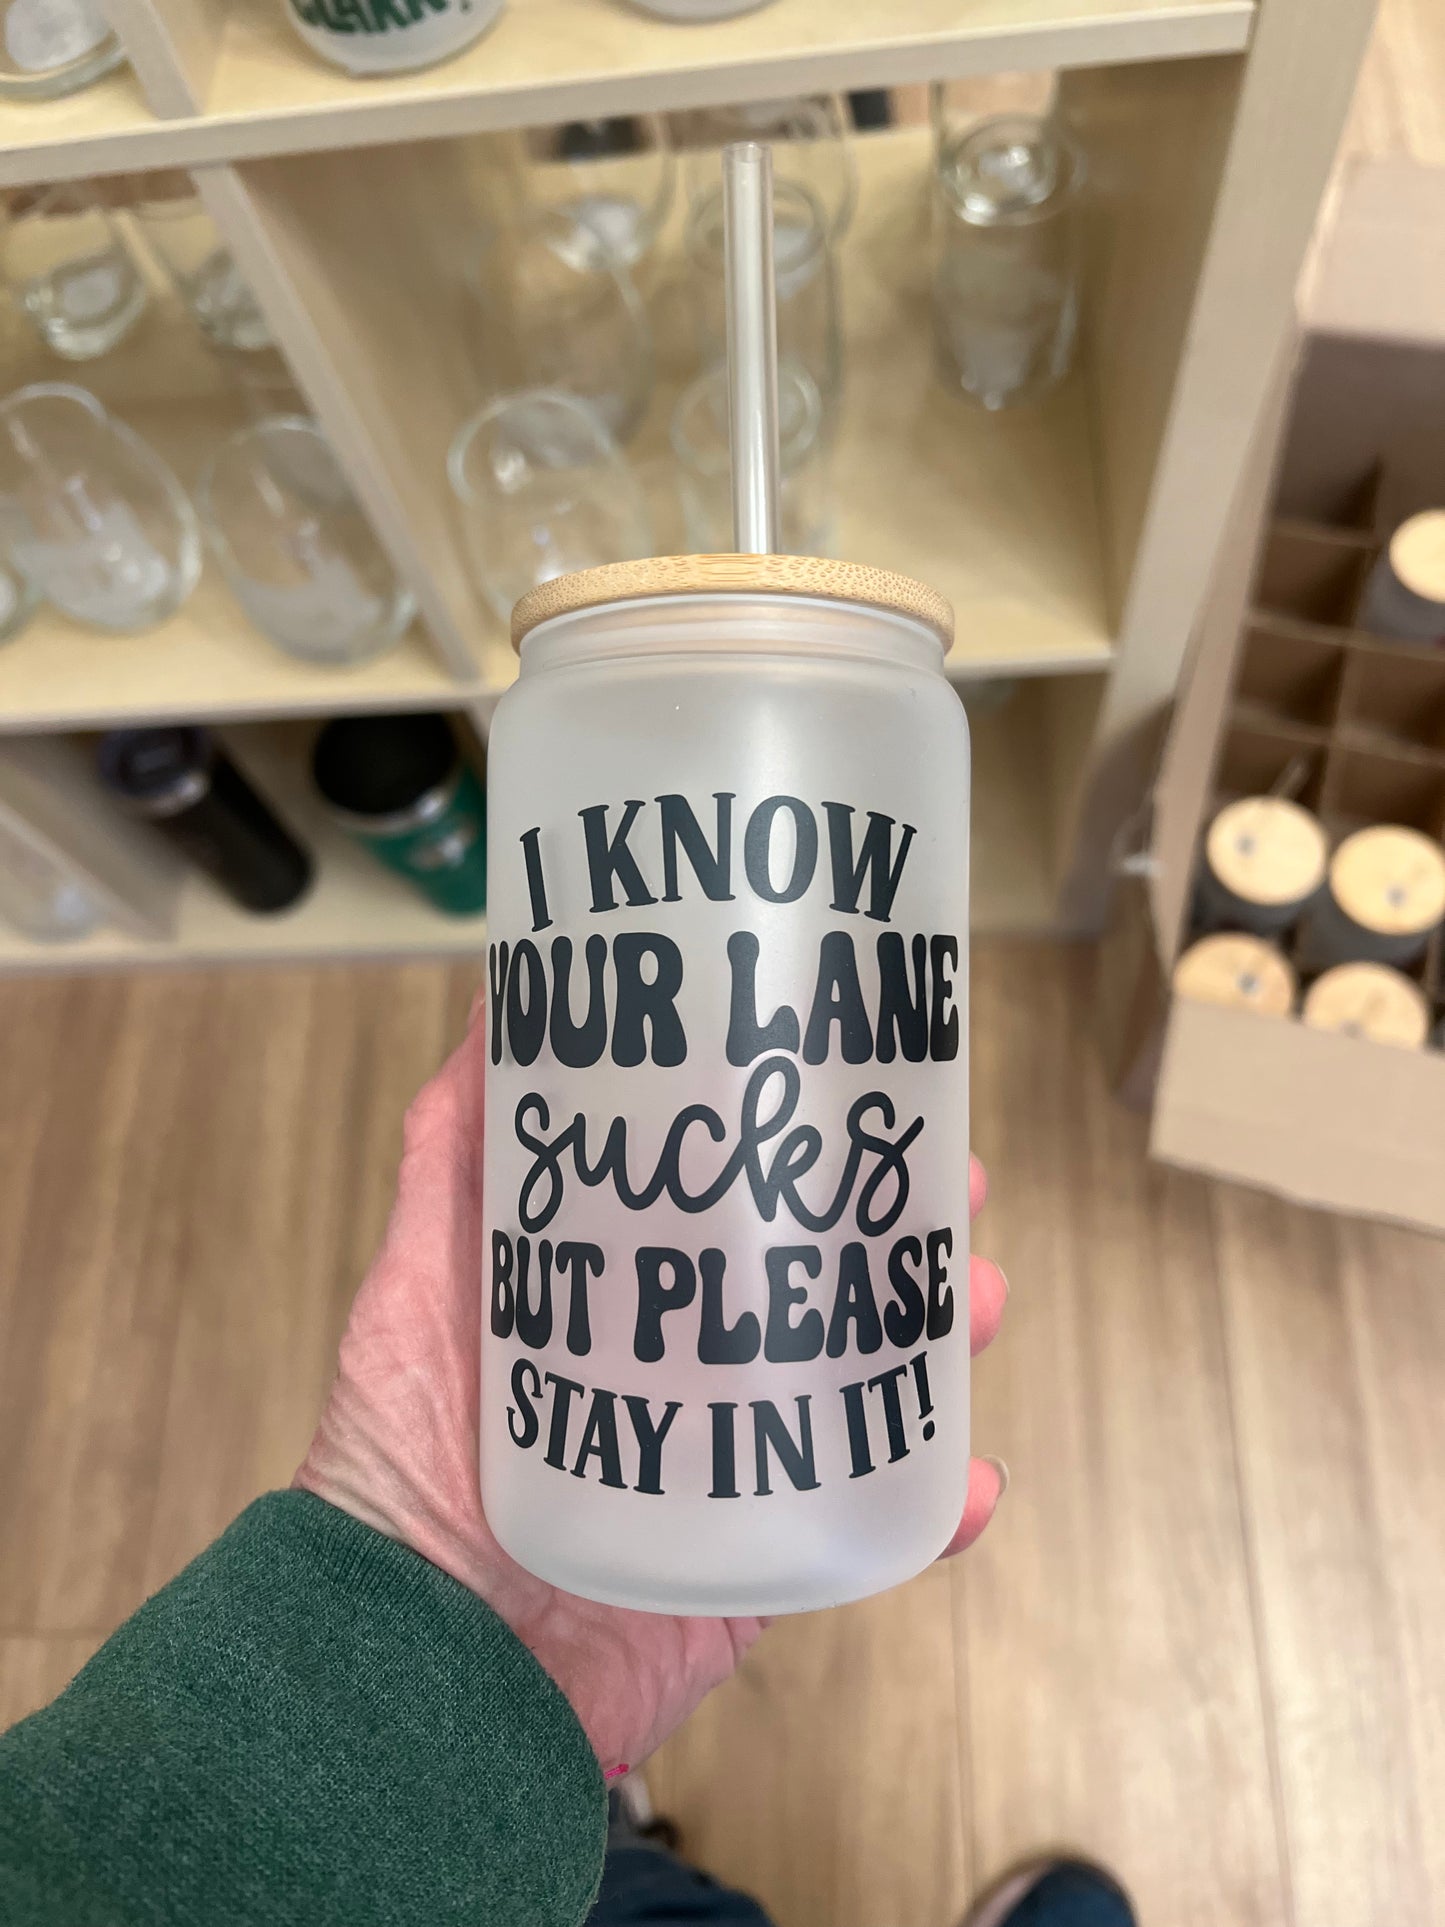 I KNOW
YOUR LANE
sucks
BUT PLEASE
STAY IN IT!